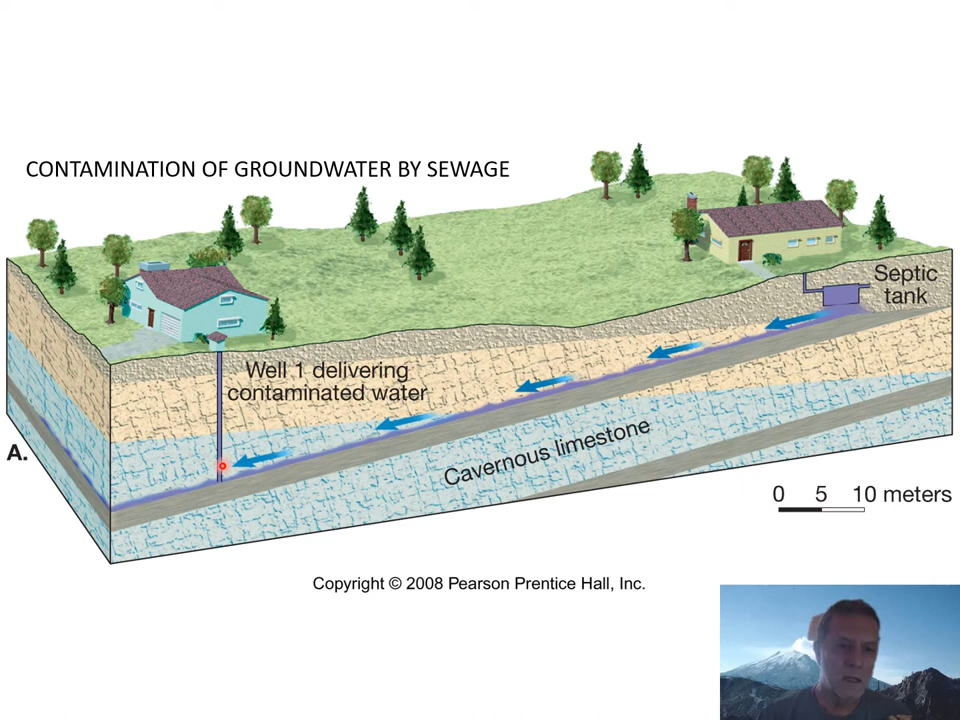 CONTAMINATION OF GROUNDWATER BY SEWAGE
Septic
tank
Well 1 delivering
contaminated water
A.
Cavernous limestone
0 5 10 meters
Copyright © 2008 Pearson Prentice Hall, Inc.